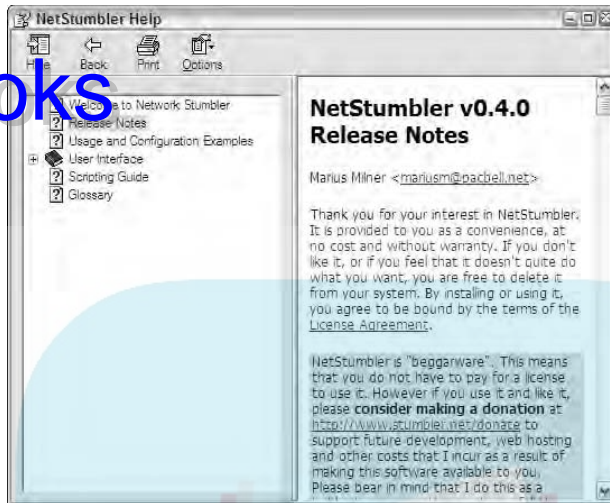 NetStumbler Help
Back Print Options
oks
Welcome to Network Stumbler
Release Notes
Usage and Configuration Examples
User Interface
Scripting Guide
Glossary
NetStumbler v0.4.0
Release Notes
Marius Milner <mariusm@pacbell.net>
Thank you for your interest in NetStumbler.
It is provided to you as a convenience, at
no cost and without warranty. If you don't
like it, or if you feel that it doesn't quite do
what you want, you are free to delete it
from your system. By installing or using it,
you agree to be bound by the terms of the
License Agreement.
NetStumbler is "beggarware". This means
that you do not have to pay for a license
to use it. However if you use it and like it,
please consider making a donation at
http://www.stumbler.net/donate to
support future development, web hosting
and other costs that I incur as a result of
making this software available to you.
Please bear in mind that I do this as a